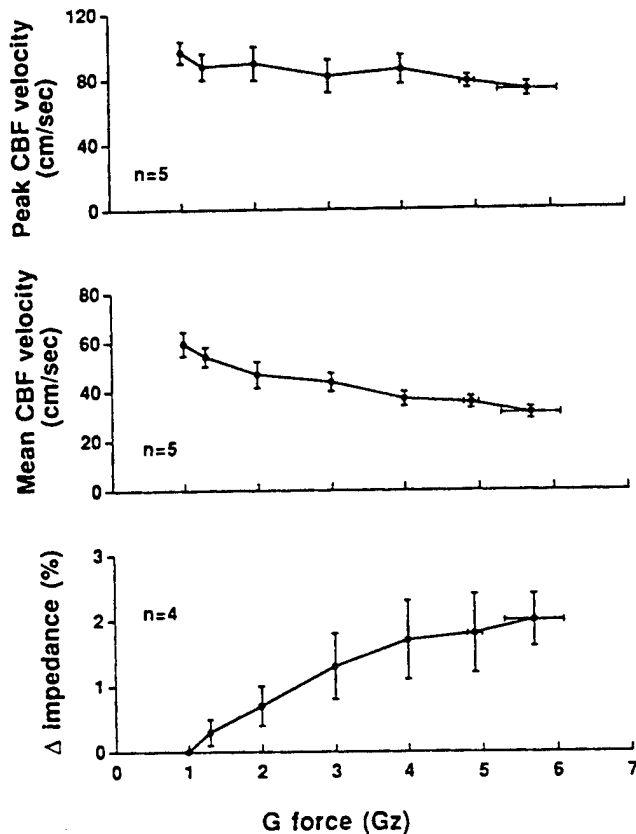 Peak CBF velocity
(cm/sec)
120
80
40
0
n=5
Mean CBF velocity
(cm/sec)
80
60
40
20
0
n=5
Δ impedance (%)
3
2
1
0
n=4
0 1 2 3 4 5 6 7
G force (Gz)